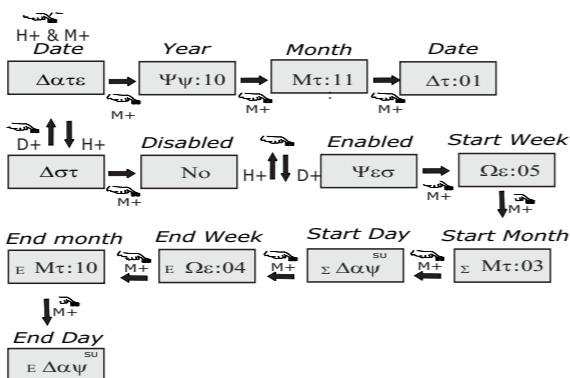 H+ & M+
Date Year Month Date
Δατε Ψψ:10 Μτ:11 Δτ:01
M+ M+ M+
D+ H+
Disabled Enabled Start Week
Δστ Νο H+ D+ Ψεσ Ωε:05
M+ M+
M+
End month End Week Start Day Start Month
M+ M+ M+
Ε Μτ:10 Ε Ωε:04 Σ Δαψ SU Σ Μτ:03
M+
End Day
Ε Δαψ SU